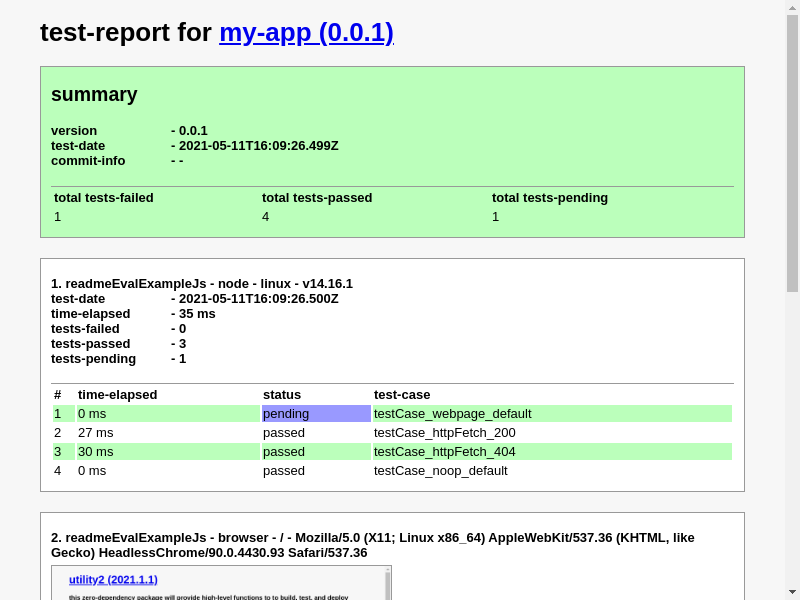 test-report for my-app (0.0.1)
summary
version - 0.0.1
test-date - 2021-05-11T16:09:26.499Z
commit-info - -
total tests-failed total tests-passed total tests-pending
1 4 1
1. readmeEvalExampleJs - node - linux - v14.16.1
test-date - 2021-05-11T16:09:26.500Z
time-elapsed - 35 ms
tests-failed - 0
tests-passed - 3
tests-pending - 1
# time-elapsed status test-case
1 0 ms pending testCase_webpage_default
2 27 ms passed testCase_httpFetch_200
3 30 ms passed testCase_httpFetch_404
4 0 ms passed testCase_noop_default
2. readmeEvalExampleJs - browser - / - Mozilla/5.0 (X11; Linux x86_64) AppleWebKit/537.36 (KHTML, like
Gecko) HeadlessChrome/90.0.4430.93 Safari/537.36
utility2 (2021.1.1)
this zero-dependency package will provide high-level functions to to build, test, and deploy